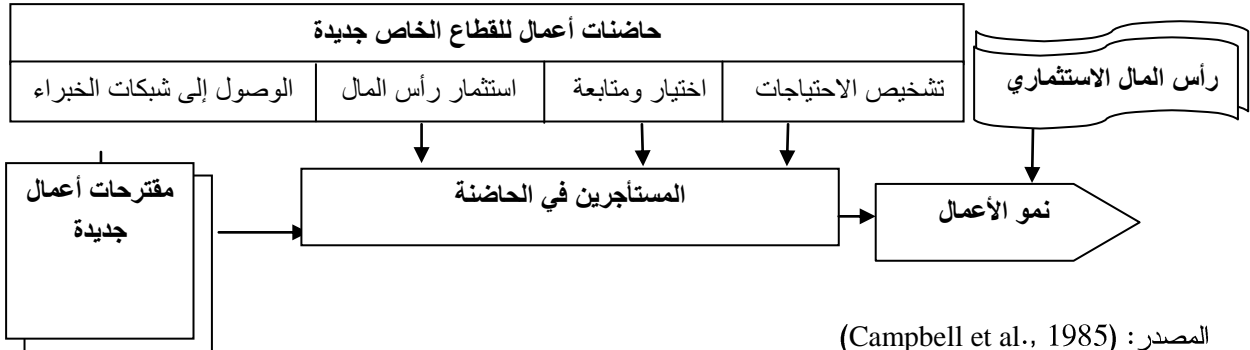 حاضنات أعمال للقطاع الخاص جديدة
رأس المال الاستثماري
تشخيص الاحتياجات
اختيار ومتابعة
استثمار رأس المال
الوصول إلى شبكات الخبراء
مقترحات أعمال
جديدة
المستأجرين في الحاضنة
نمو الأعمال
المصدر: (Campbell et al., 1985)